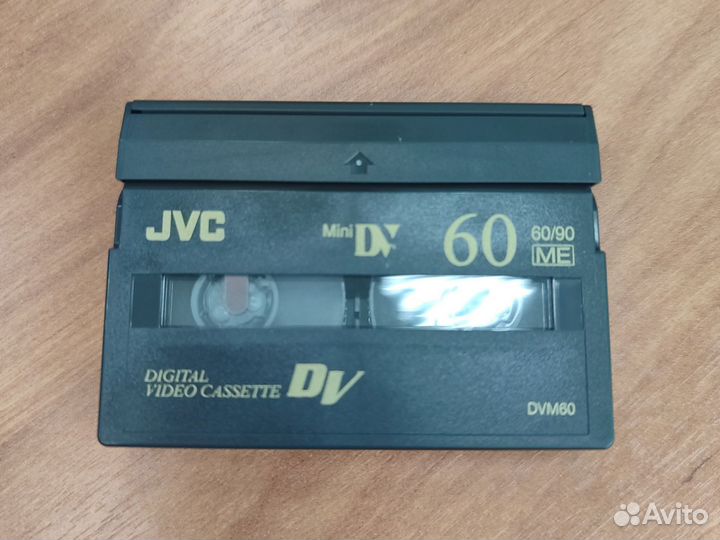 JVC
Mini DV
60
60/90
ME
DIGITAL
VIDEO CASSETTE DV
DVM60
Avito